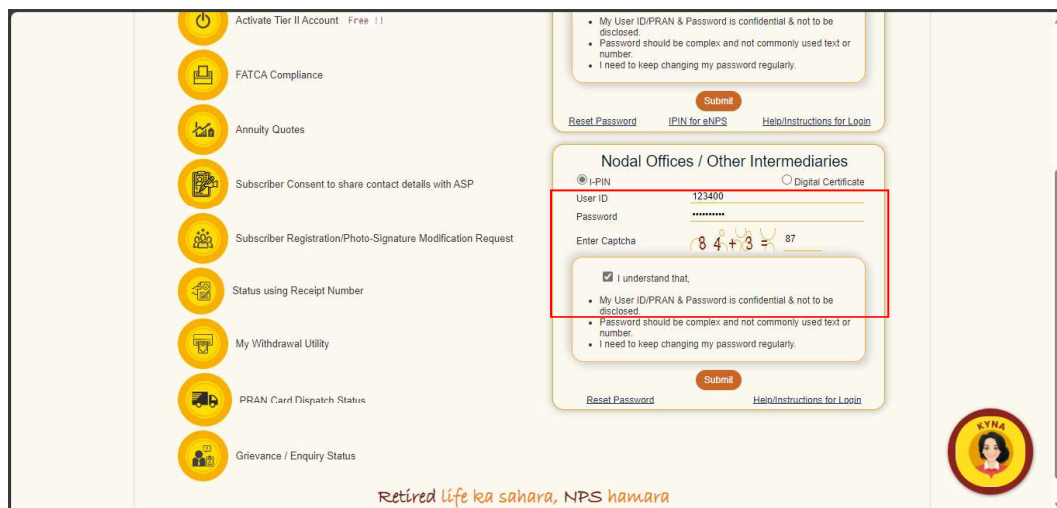 Activate Tier II Account Free !!
FATCA Compliance
Annuity Quotes
Subscriber Consent to share contact details with ASP
Subscriber Registration/Photo-Signature Modification Request
Status using Receipt Number
My Withdrawal Utility
PRAN Card Dispatch Status
Grievance / Enquiry Status
• My User ID/PRAN & Password is confidential & not to be
disclosed.
• Password should be complex and not commonly used text or
number.
• I need to keep changing my password regularly.
Submit
Reset Password IPIN for eNPS Help/Instructions for Login
Nodal Offices / Other Intermediaries
I-PIN Digital Certificate
User ID 123400
Password ••••••••••
Enter Captcha 8 4 + 3 = 87
I understand that,
• My User ID/PRAN & Password is confidential & not to be
disclosed.
• Password should be complex and not commonly used text or
number.
• I need to keep changing my password regularly.
Submit
Reset Password Help/Instructions for Login
KYNA
Retired life ka sahara, NPS hamara